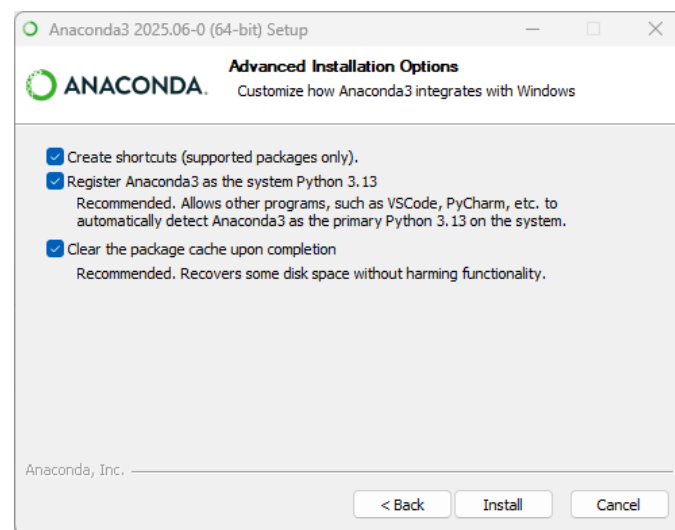 Anaconda3 2025.06-0 (64-bit) Setup
ANACONDA.
Advanced Installation Options
Customize how Anaconda3 integrates with Windows
Create shortcuts (supported packages only).
Register Anaconda3 as the system Python 3.13
Recommended. Allows other programs, such as VSCode, PyCharm, etc. to
automatically detect Anaconda3 as the primary Python 3.13 on the system.
Clear the package cache upon completion
Recommended. Recovers some disk space without harming functionality.
Anaconda, Inc.
< Back Install Cancel